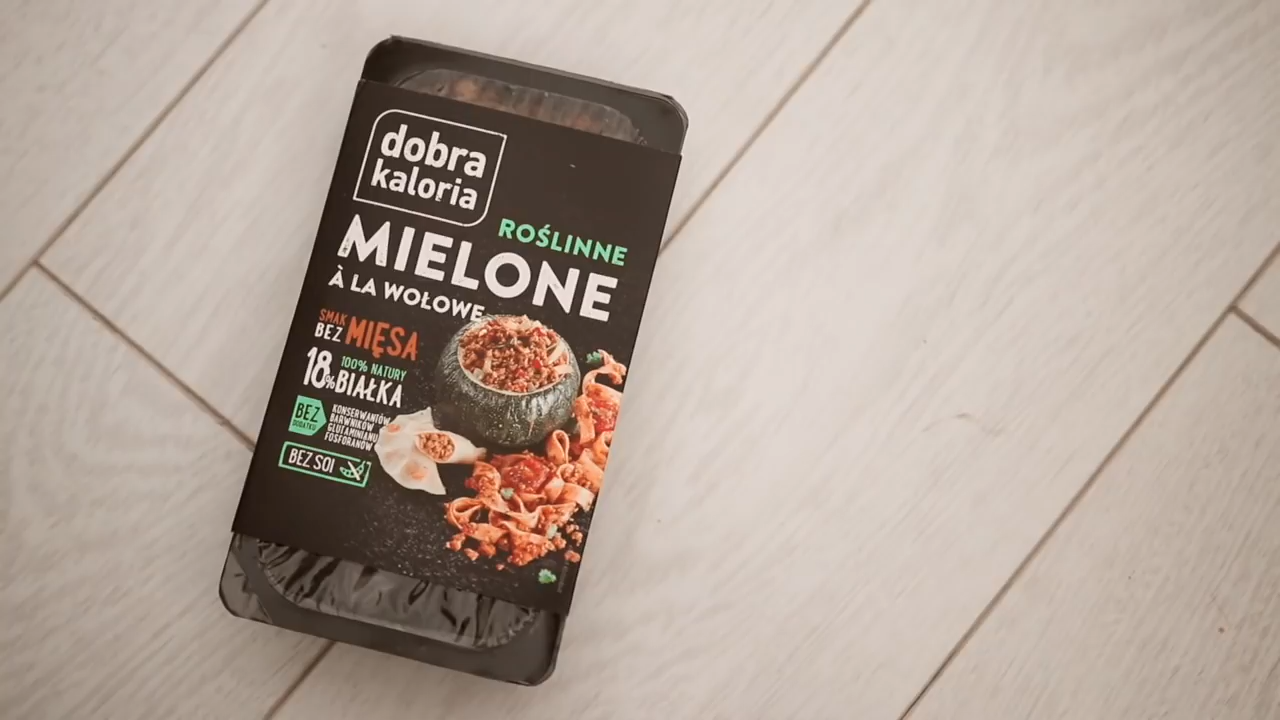 dobra
kaloria
ROŚLINNE
MIELONE
À LA WOŁOWE
SMAK
BEZ MIĘSA
100% NATURY
18% BIAŁKA
BEZ
DODATKU
KONSERWANTÓW
BARWNIKÓW
GLUTAMINIANU
FOSFORANÓW
BEZ SOI